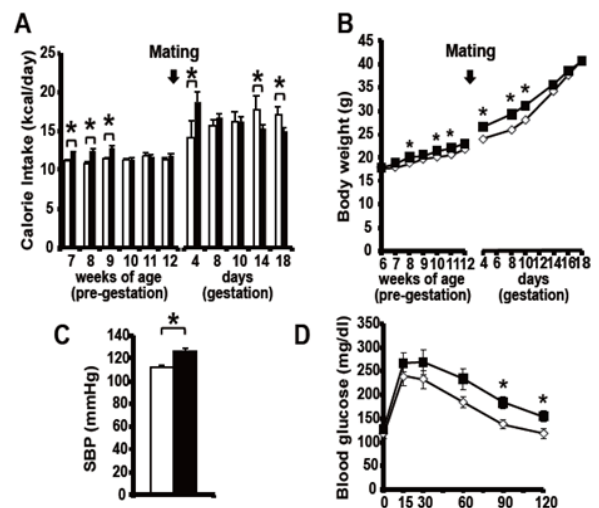 A
Mating
Calorie Intake (kcal/day)
25
20
15
10
5
0
* * * * * *
7 8 9 10 11 12 4 8 10 14 18
weeks of age
(pre-gestation)
days
(gestation)
B
Mating
Body weight (g)
45
40
35
30
25
20
15
10
5
0
* * * * * *
6 7 8 9 10 11 12 4 6 8 10 12 14 16 18
weeks of age
(pre-gestation)
days
(gestation)
C
SBP (mmHg)
140
120
100
80
60
40
20
0
*
D
Blood glucose (mg/dl)
350
300
250
200
150
100
50
0
* *
0 15 30 60 90 120